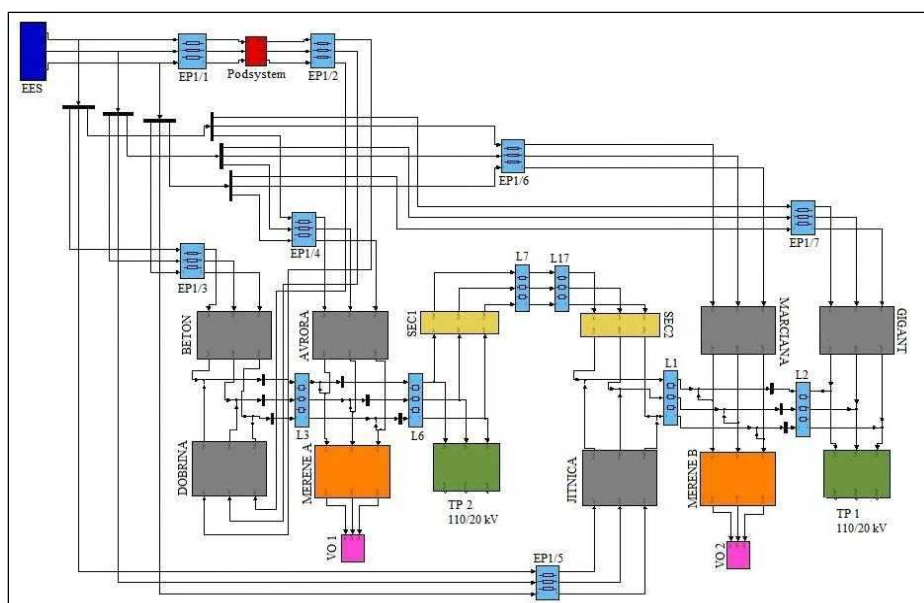 EES
EP1/1
Podsystem
EP1/2
EP1/6
EP1/7
EP1/4
EP1/3
L7
L17
BETON
AVRORA
SEC1
SEC2
MARCIANA
GIGANT
L1
L2
L3
L6
DOBRINA
MERENE A
TP 2
110/20 kV
JITNICA
MERENE B
TP 1
110/20 kV
VO 1
VO 2
EP1/5